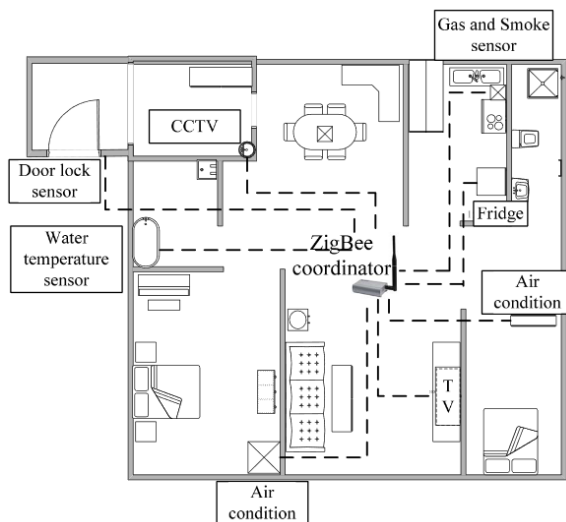 Gas and Smoke
sensor
CCTV
Door lock
sensor
Fridge
Water
temperature
sensor
ZigBee
coordinator
Air
condition
T
V
Air
condition